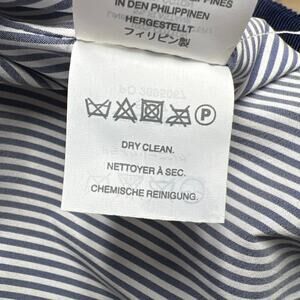 IN DEN PHILIPPINEN
HERGESTELLT
フィリピン製
P
DRY CLEAN.
NETTOYER À SEC.
CHEMISCHE REINIGUNG.